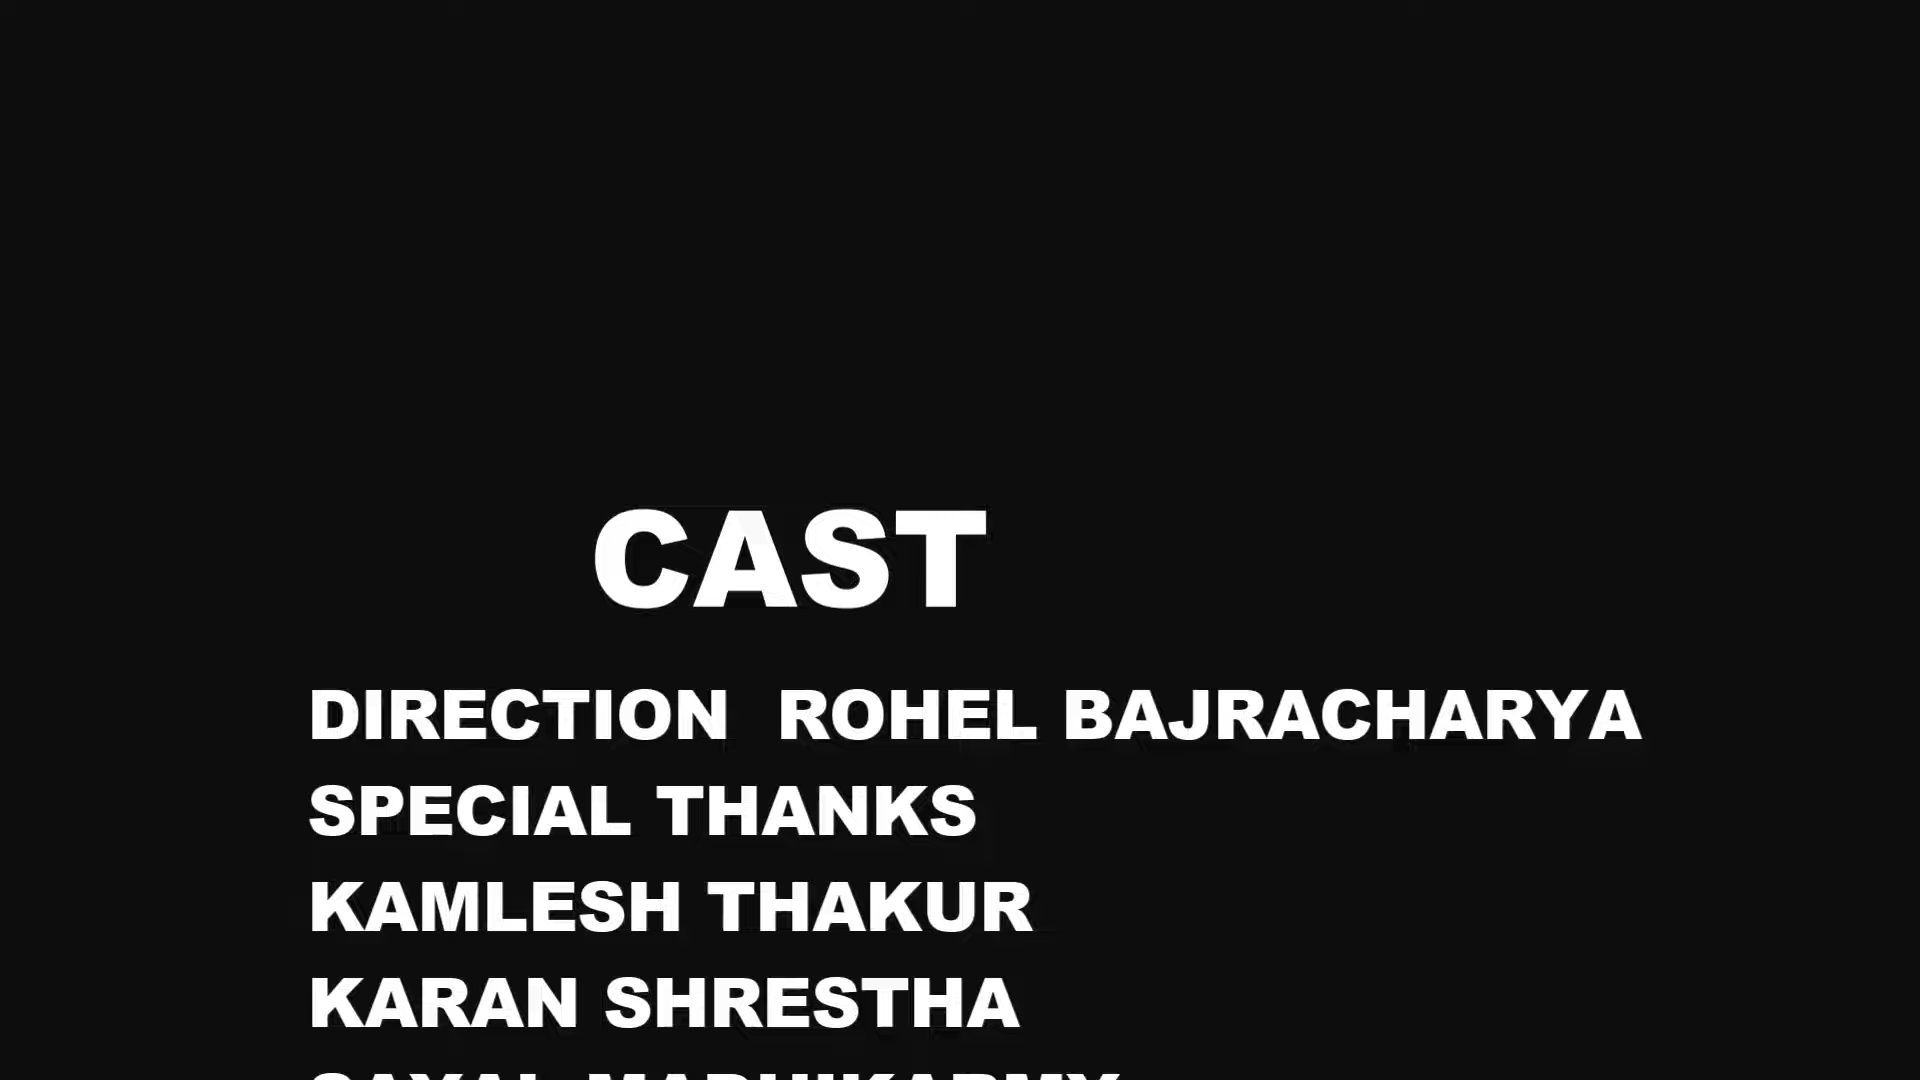 CAST
DIRECTION  ROHEL BAJRACHARYA
SPECIAL THANKS
KAMLESH THAKUR
KARAN SHRESTHA